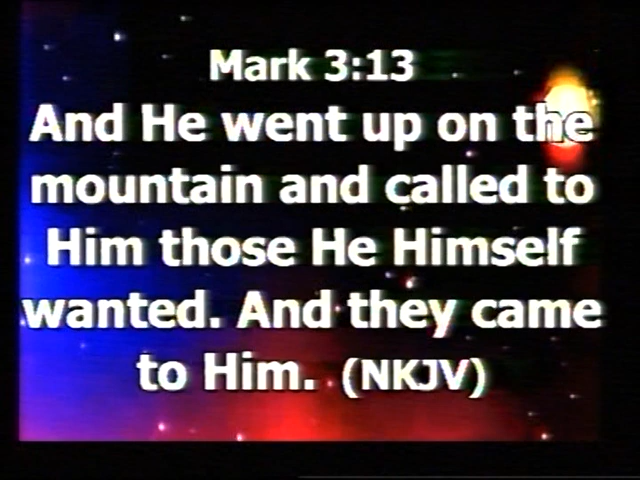 Mark 3:13
And He went up on the
mountain and called to
Him those He Himself
wanted. And they came
to Him. (NKJV)